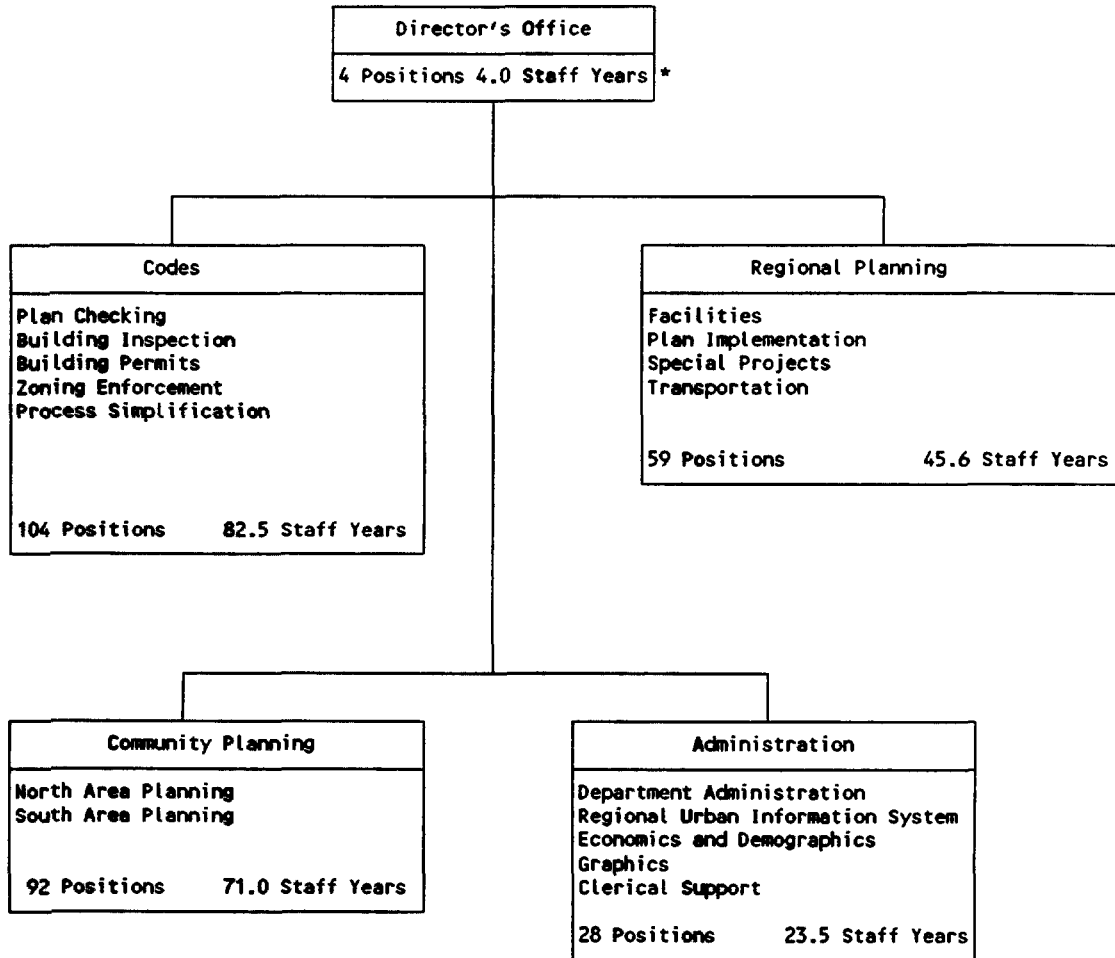 Director's Office
4 Positions 4.0 Staff Years *
Codes
Plan Checking
Building Inspection
Building Permits
Zoning Enforcement
Process Simplification
104 Positions 82.5 Staff Years
Regional Planning
Facilities
Plan Implementation
Special Projects
Transportation
59 Positions 45.6 Staff Years
Community Planning
North Area Planning
South Area Planning
92 Positions 71.0 Staff Years
Administration
Department Administration
Regional Urban Information System
Economics and Demographics
Graphics
Clerical Support
28 Positions 23.5 Staff Years